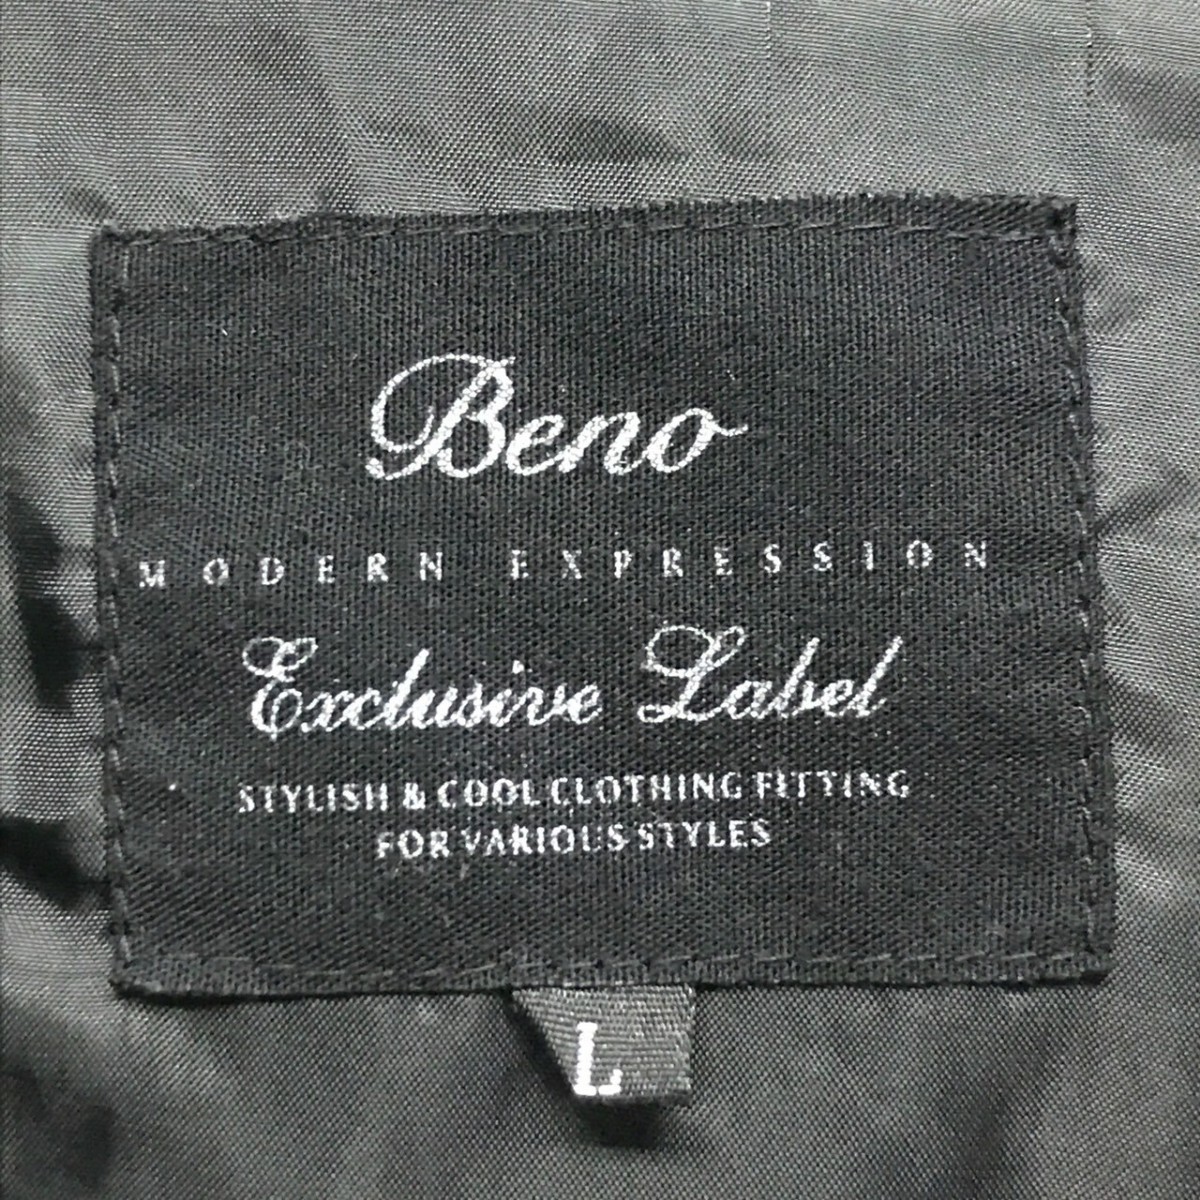 Beno
MODERN EXPRESSION
Exclusive Label
STYLISH & COOL CLOTHING FITTING
FOR VARIOUS STYLES
L